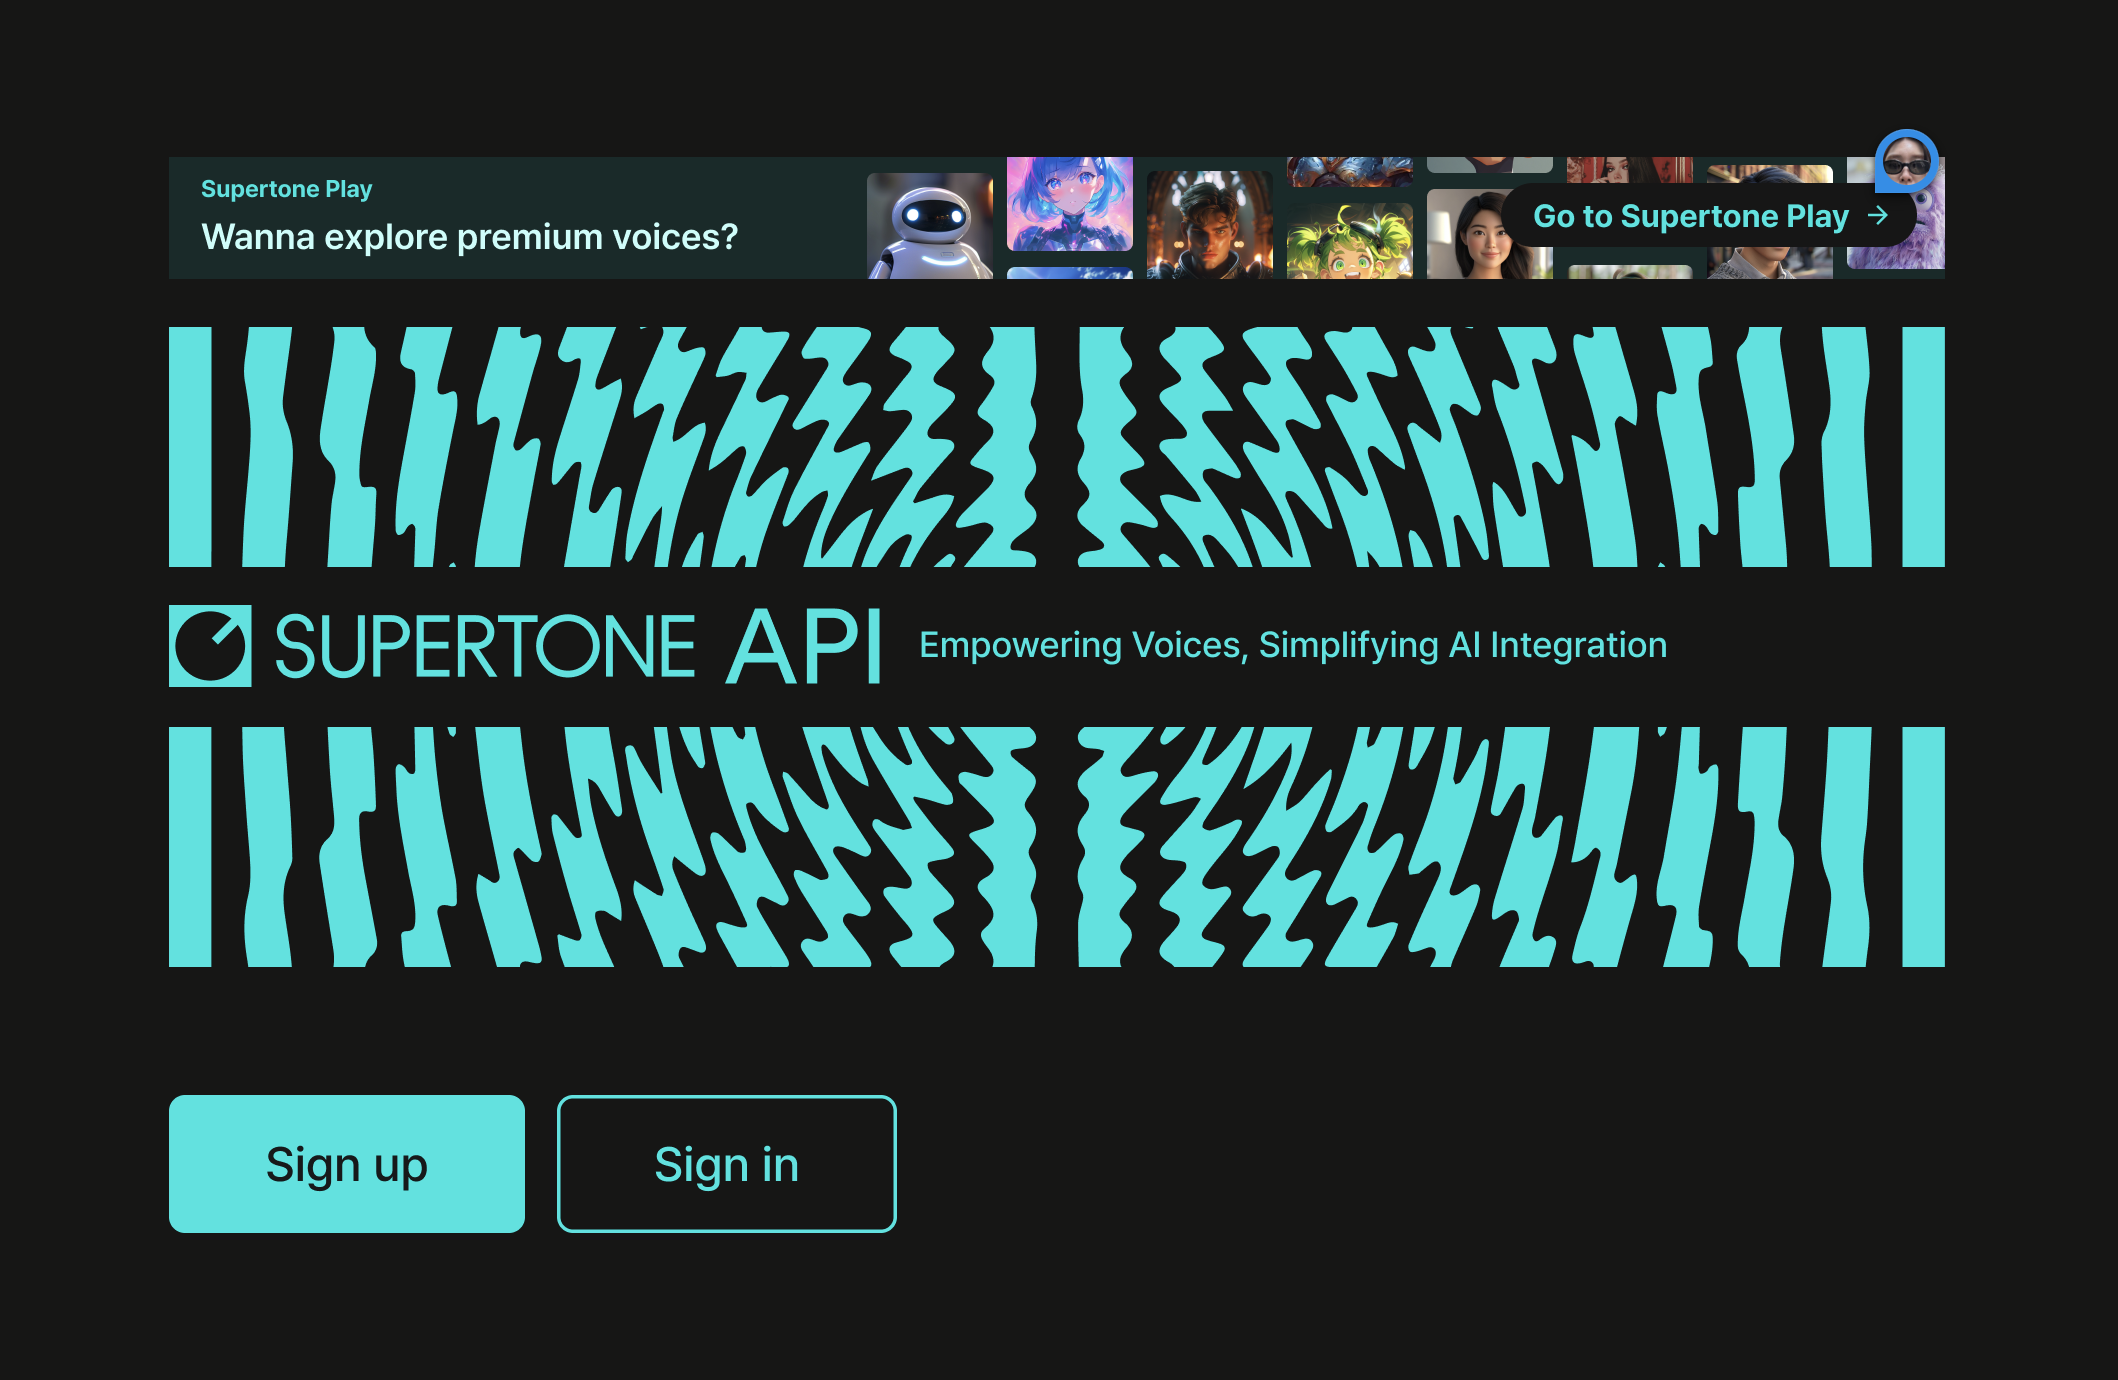 Supertone Play
Wanna explore premium voices?
Go to Supertone Play →
SUPERTONE API
Empowering Voices, Simplifying AI Integration
Sign up
Sign in